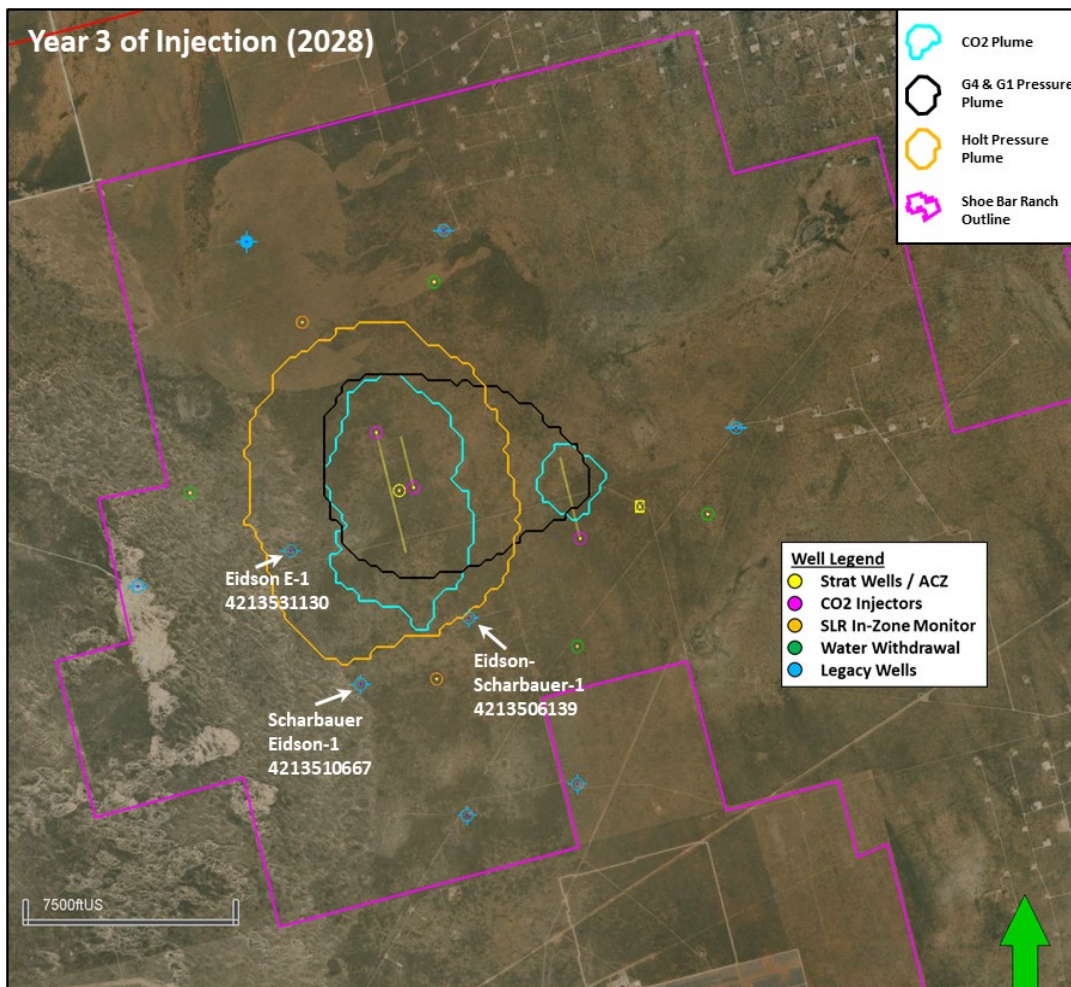 Year 3 of Injection (2028)
CO2 Plume
G4 & G1 Pressure
Plume
Holt Pressure
Plume
Shoe Bar Ranch
Outline
Eidson E-1
4213531130
Eidson-
Scharbauer-1
4213506139
Scharbauer
Eidson-1
4213510667
Well Legend
Strat Wells / ACZ
CO2 Injectors
SLR In-Zone Monitor
Water Withdrawal
Legacy Wells
7500ftUS